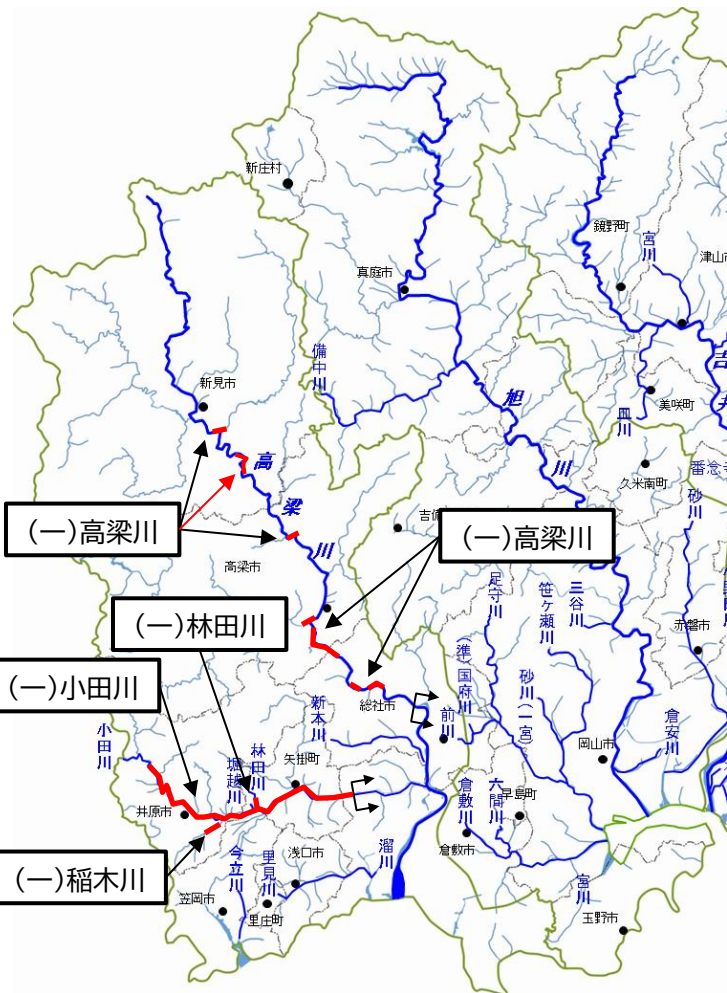 新庄村
鏡野町
宮川
津山市
真庭市
吉
井
備中川
新見市
旭
川
皿川
美咲町
高
梁
川
久米南町
砂川
(一)高梁川
(一)高梁川
高梁市
足守川
笹ヶ瀬川
三谷川
赤磐市
(一)林田川
(準)国府川
砂川(一宮)
(一)小田川
新本川
総社市
前川
倉安川
岡山市
小田川
堀越川
林田川
矢掛町
井原市
倉敷川
六間川
早島町
倉敷市
(一)稲木川
今立川
里見川
浅口市
溜川
笠岡市
里庄町
宮川
玉野市